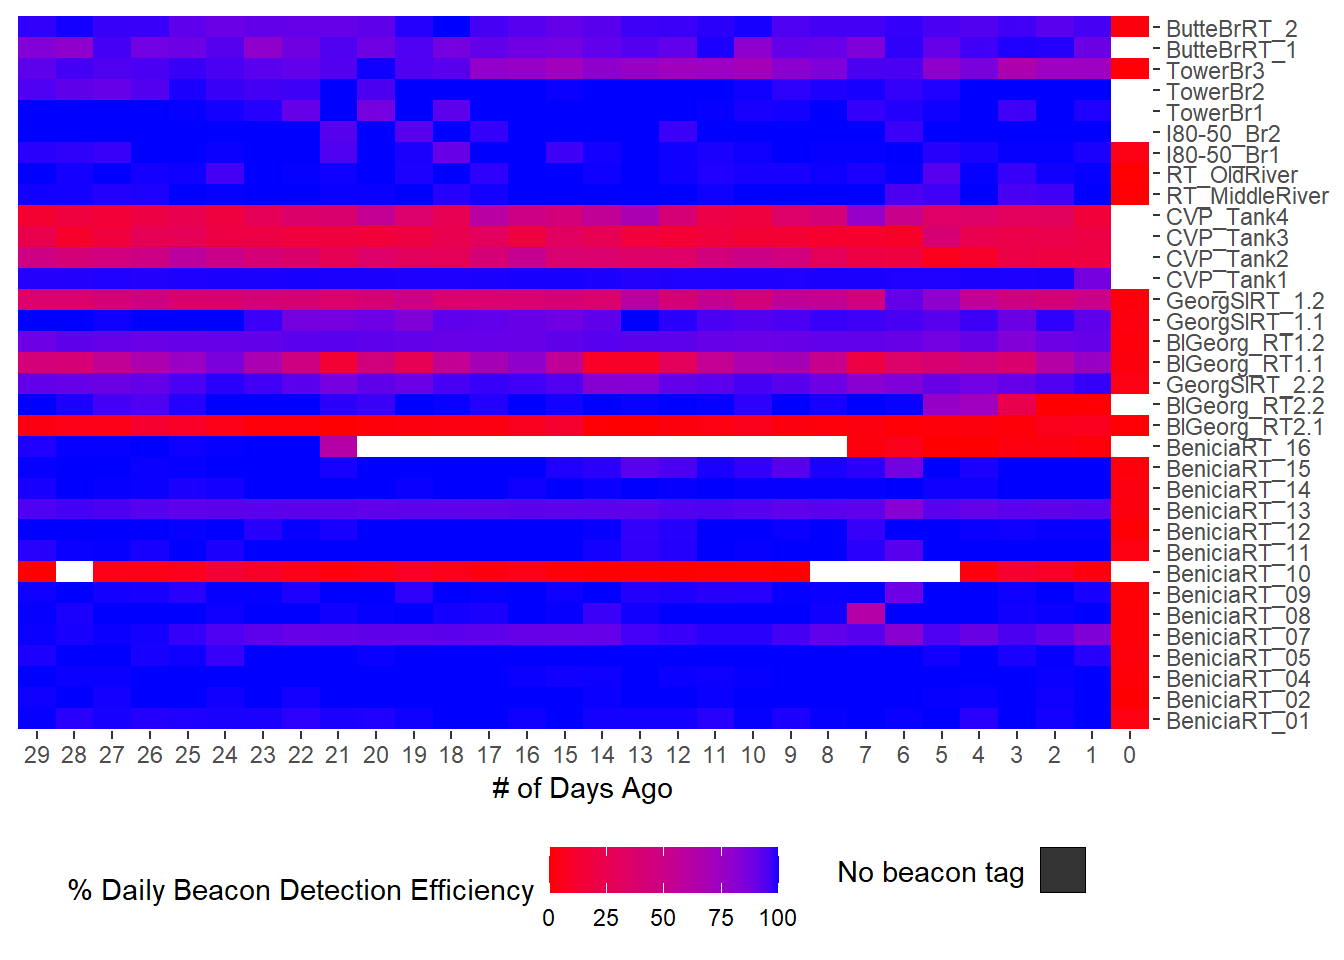 ButteBrRT_2
ButteBrRT_1
TowerBr3
TowerBr2
TowerBr1
I80-50_Br2
I80-50_Br1
RT_OldRiver
RT_MiddleRiver
CVP_Tank4
CVP_Tank3
CVP_Tank2
CVP_Tank1
GeorgSlRT_1.2
GeorgSlRT_1.1
BlGeorg_RT1.2
BlGeorg_RT1.1
GeorgSlRT_2.2
BlGeorg_RT2.2
BlGeorg_RT2.1
BeniciaRT_16
BeniciaRT_15
BeniciaRT_14
BeniciaRT_13
BeniciaRT_12
BeniciaRT_11
BeniciaRT_10
BeniciaRT_09
BeniciaRT_08
BeniciaRT_07
BeniciaRT_05
BeniciaRT_04
BeniciaRT_02
BeniciaRT_01
29 28 27 26 25 24 23 22 21 20 19 18 17 16 15 14 13 12 11 10 9 8 7 6 5 4 3 2 1 0
# of Days Ago
% Daily Beacon Detection Efficiency
0 25 50 75 100
No beacon tag